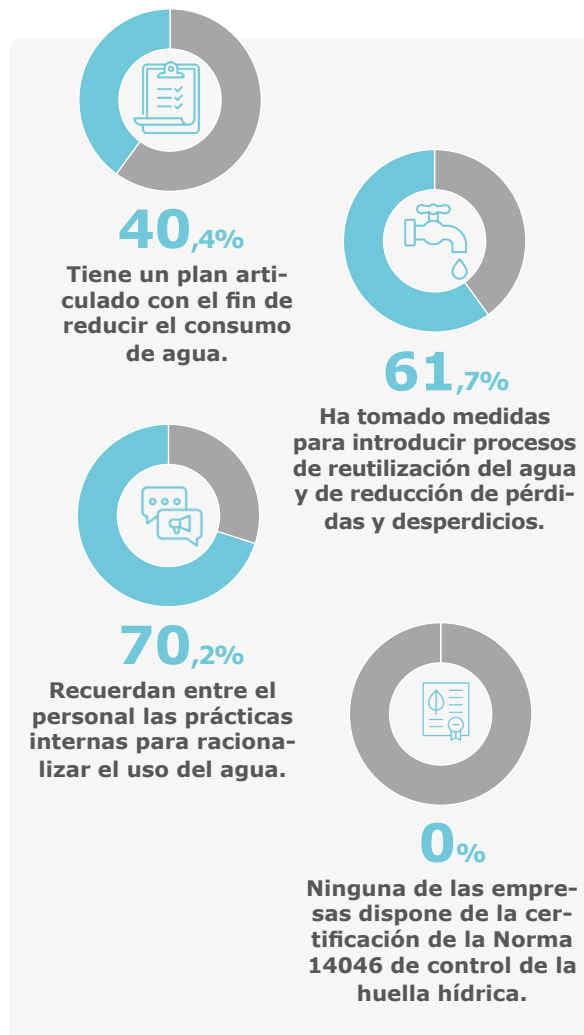 40,4%
Tiene un plan arti-
culado con el fin de
reducir el consumo
de agua.
61,7%
Ha tomado medidas
para introducir procesos
de reutilización del agua
y de reducción de pérdi-
das y desperdicios.
70,2%
Recuerdan entre el
personal las prácticas
internas para raciona-
lizar el uso del agua.
0%
Ninguna de las empre-
sas dispone de la cer-
tificación de la Norma
14046 de control de la
huella hídrica.